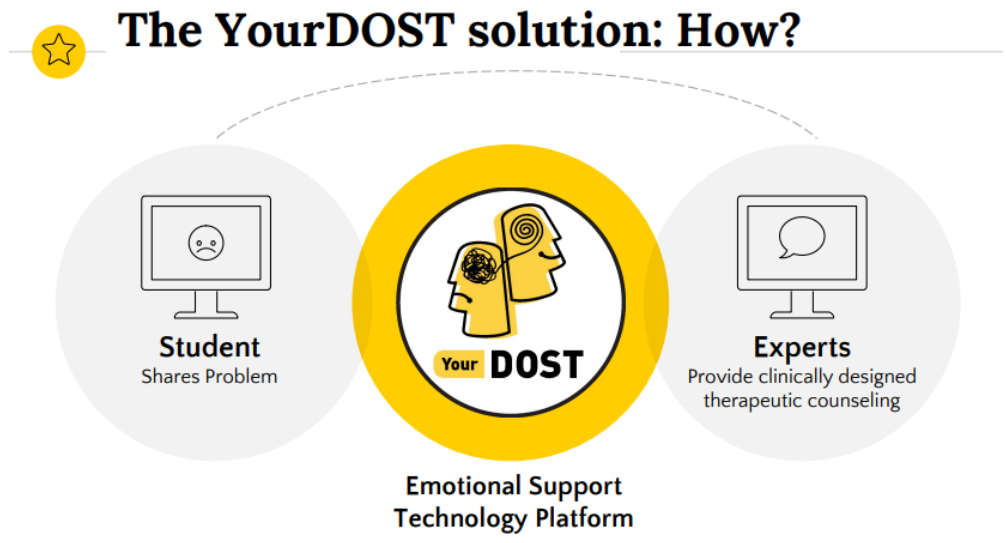 The YourDOST solution: How?
Student
Shares Problem
Your DOST
Experts
Provide clinically designed
therapeutic counseling
Emotional Support
Technology Platform